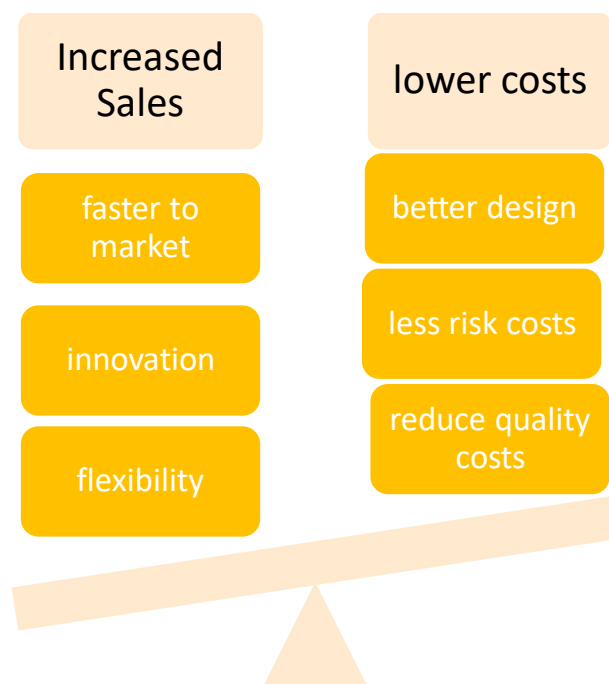 Increased
Sales
faster to
market
innovation
flexibility
lower costs
better design
less risk costs
reduce quality
costs